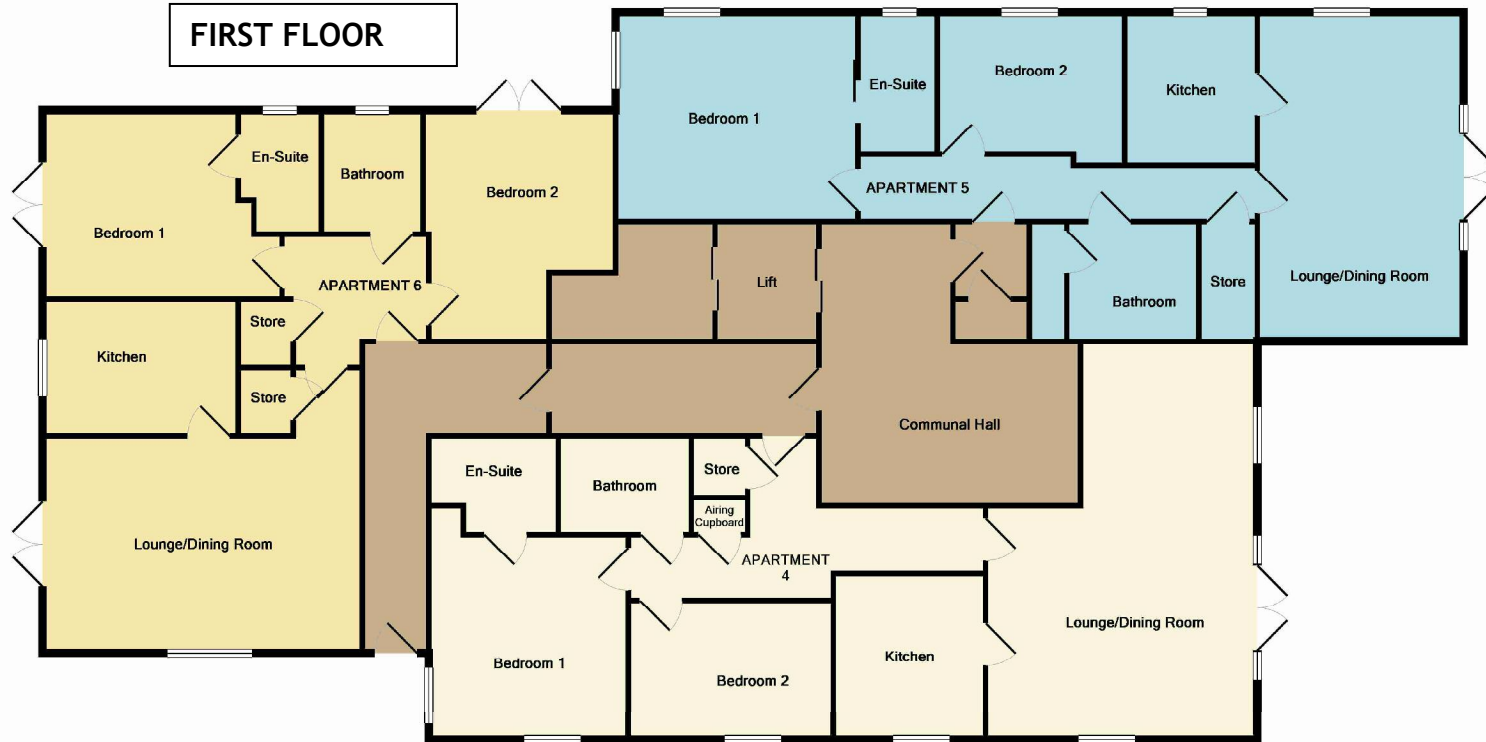 FIRST FLOOR
Bedroom 1
En-Suite
Bedroom 2
Kitchen
APARTMENT 5
Lounge/Dining Room
Bathroom
Store
En-Suite
Bathroom
Bedroom 2
Bedroom 1
APARTMENT 6
Store
Kitchen
Store
Lounge/Dining Room
Lift
Communal Hall
En-Suite
Bathroom
Store
Airing
Cupboard
APARTMENT
4
Bedroom 1
Bedroom 2
Kitchen
Lounge/Dining Room